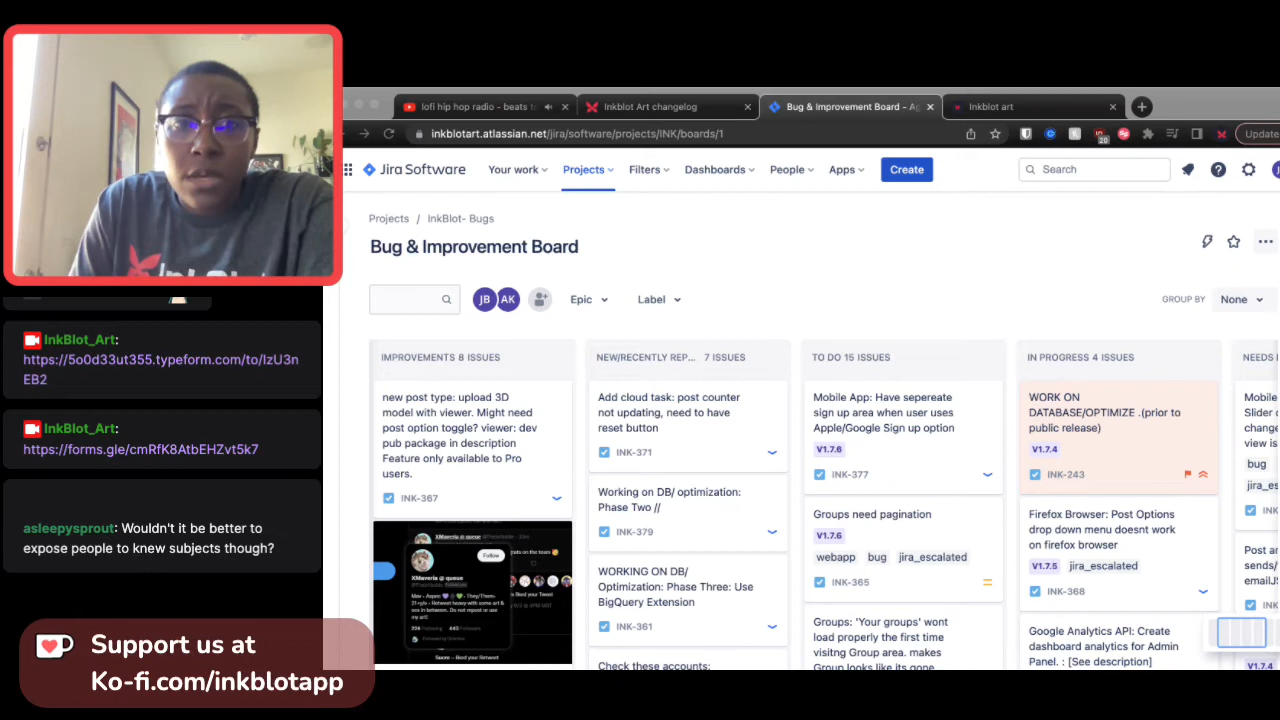 lofi hip hop radio - beats t
Inkblot Art changelog
Bug & Improvement Board - A
Inkblot art
inkblotart.atlassian.net/jira/software/projects/INK/boards/1
20
Update
Jira Software
Your work
Projects
Filters
Dashboards
People
Apps
Create
Search
Projects / InkBlot- Bugs
Bug & Improvement Board
JB
AK
Epic
Label
GROUP BY
None
IMPROVEMENTS 8 ISSUES
new post type: upload 3D
model with viewer. Might need
post option toggle? viewer: dev
pub package in description
Feature only available to Pro
users.
INK-367
XMaveria @ queue
Follow
XMaveria @ queue
21+
226 Following
NEW/RECENTLY REP... 7 ISSUES
Add cloud task: post counter
not updating, need to have
reset button
INK-371
Working on DB/ optimization:
Phase Two //
INK-379
WORKING ON DB/
Optimization: Phase Three: Use
BigQuery Extension
INK-361
Check these accounts:
TO DO 15 ISSUES
Mobile App: Have sepereate
sign up area when user uses
Apple/Google Sign up option
V1.7.6
INK-377
Groups need pagination
V1.7.6
webapp bug jira_escalated
INK-365
Groups: 'Your groups' wont
load properly the first time
visitng Group area. makes
Group looks like its gone
IN PROGRESS 4 ISSUES
WORK ON
DATABASE/OPTIMIZE .(prior to
public release)
V1.7.4
INK-243
Firefox Browser: Post Options
drop down menu doesnt work
on firefox browser
V1.7.5 jira_escalated
INK-368
Google Analytics API: Create
dashboard analytics for Admin
Panel. : [See description]
NEEDS
Mobile
Slider
change
view is
bug
jira_es
INK-
Post ar
sends/
emailJS
INK-
V1.7.4
InkBlot_Art:
https://5o0d33ut355.typeform.com/to/IzU3n
EB2
InkBlot_Art:
https://forms.gle/cmRfK8AtbEHZvt5k7
asleepysprout: Wouldn't it be better to
expose people to knew subjects though?
Support us at
Ko-fi.com/inkblotapp